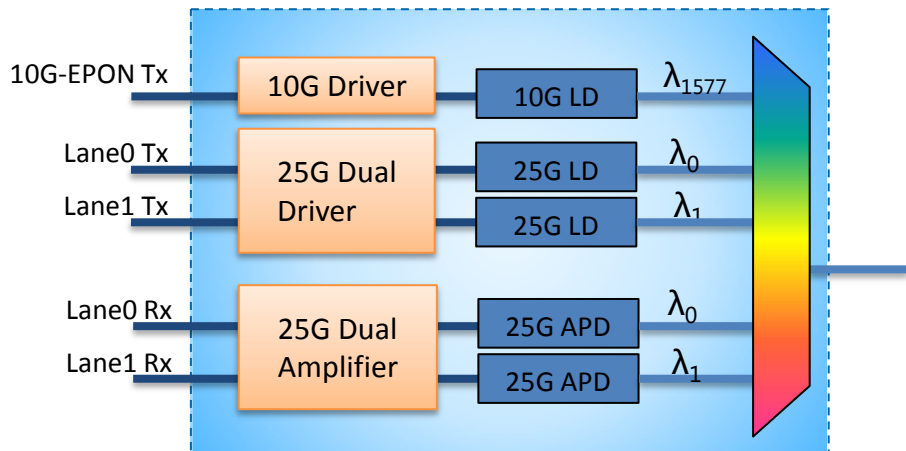 10G-EPON Tx 10G Driver 10G LD λ1577
Lane0 Tx 25G Dual Driver 25G LD λ0
Lane1 Tx 25G LD λ1
Lane0 Rx 25G Dual Amplifier 25G APD λ0
Lane1 Rx 25G APD λ1